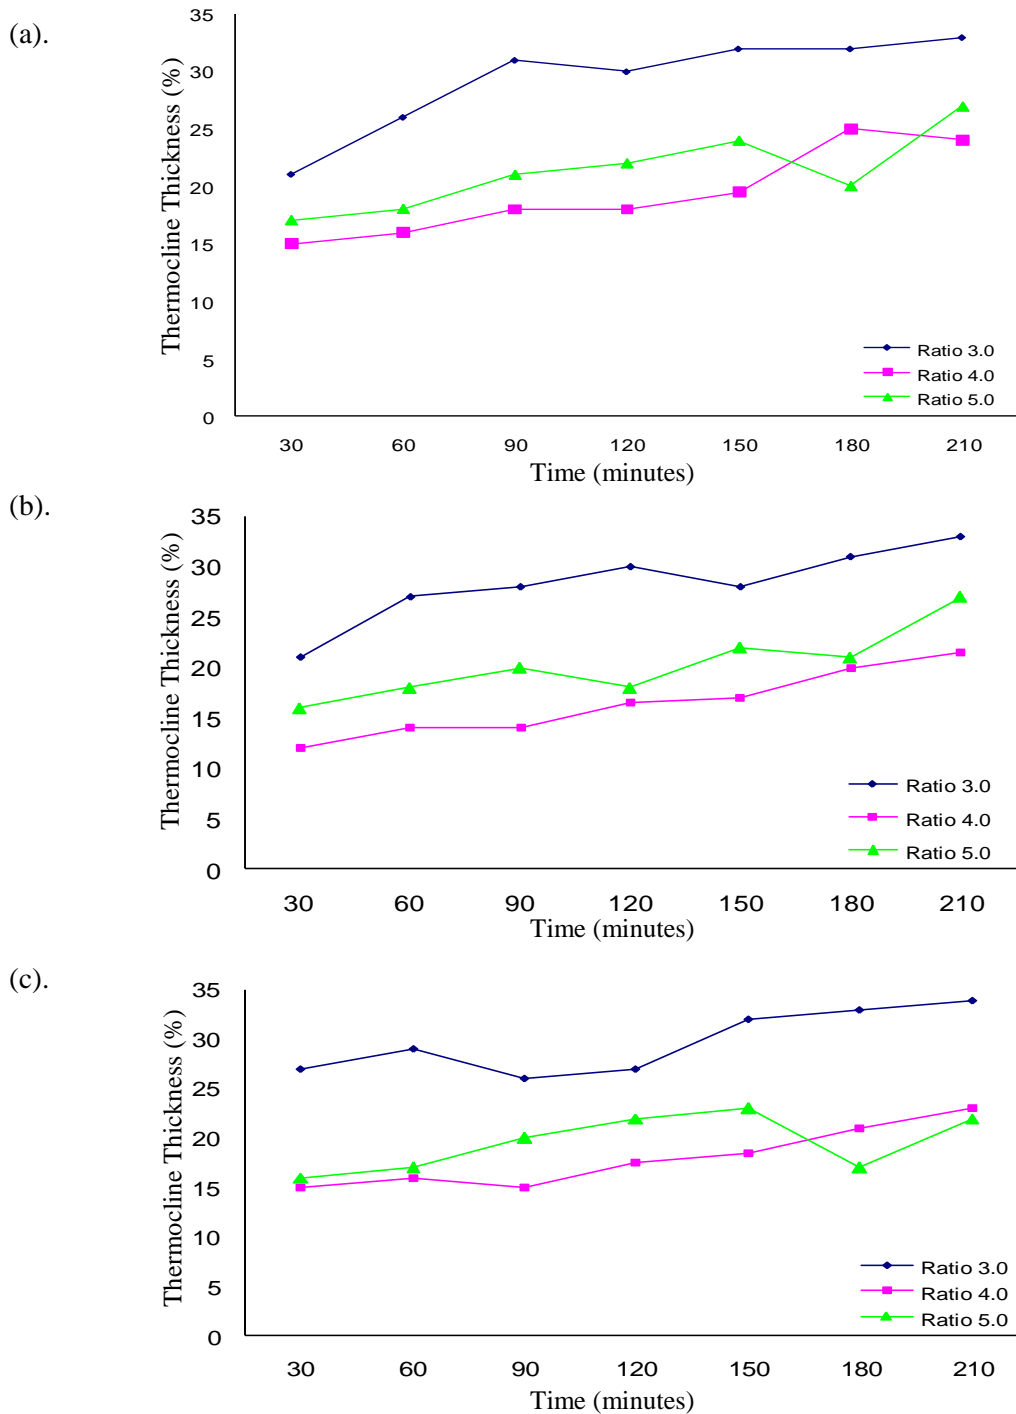 (a).
Thermocline Thickness (%)
35
30
25
20
15
10
5
0
Ratio 3.0
Ratio 4.0
Ratio 5.0
30 60 90 120 150 180 210
Time (minutes)
(b).
Thermocline Thickness (%)
35
30
25
20
15
10
5
0
Ratio 3.0
Ratio 4.0
Ratio 5.0
30 60 90 120 150 180 210
Time (minutes)
(c).
Thermocline Thickness (%)
35
30
25
20
15
10
5
0
Ratio 3.0
Ratio 4.0
Ratio 5.0
30 60 90 120 150 180 210
Time (minutes)